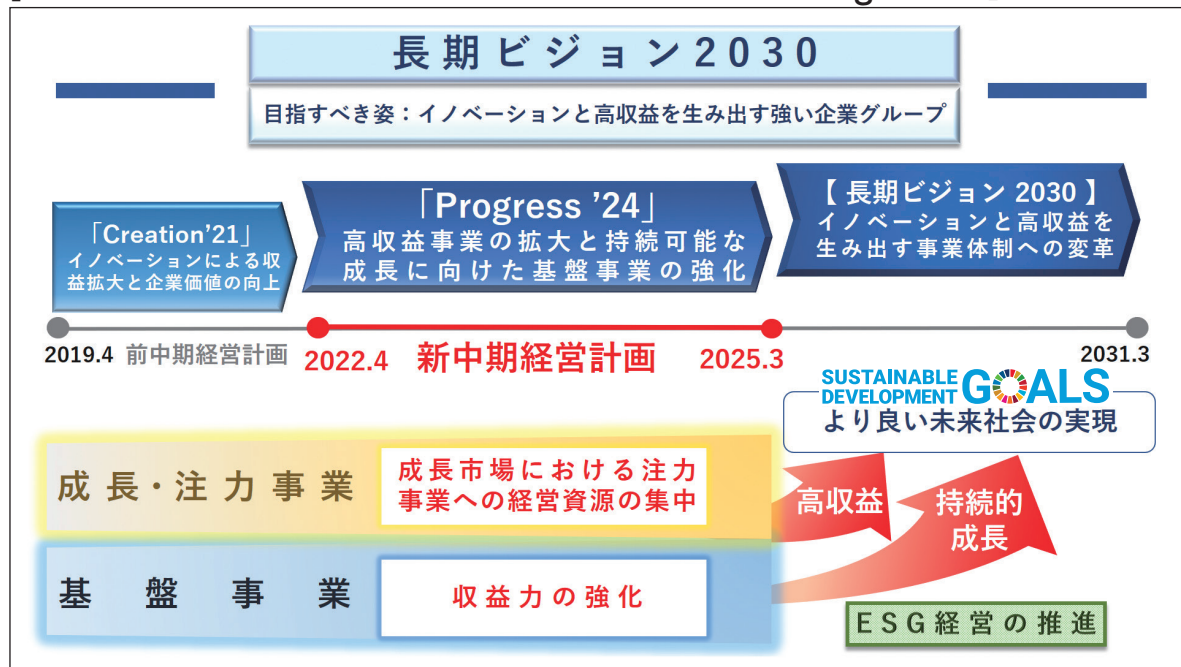 長期ビジョン2030
目指すべき姿：イノベーションと高収益を生み出す強い企業グループ
「Creation’21」
イノベーションによる収
益拡大と企業価値の向上
「Progress ’24」
高収益事業の拡大と持続可能な
成長に向けた基盤事業の強化
【 長期ビジョン 2030 】
イノベーションと高収益を
生み出す事業体制への変革
2019.4 前中期経営計画
2022.4 新中期経営計画 2025.3
2031.3
SUSTAINABLE
DEVELOPMENT GOALS
より良い未来社会の実現
成長・注力事業
成長市場における注力
事業への経営資源の集中
高収益
持続的
成長
基盤事業
収益力の強化
ESG経営の推進